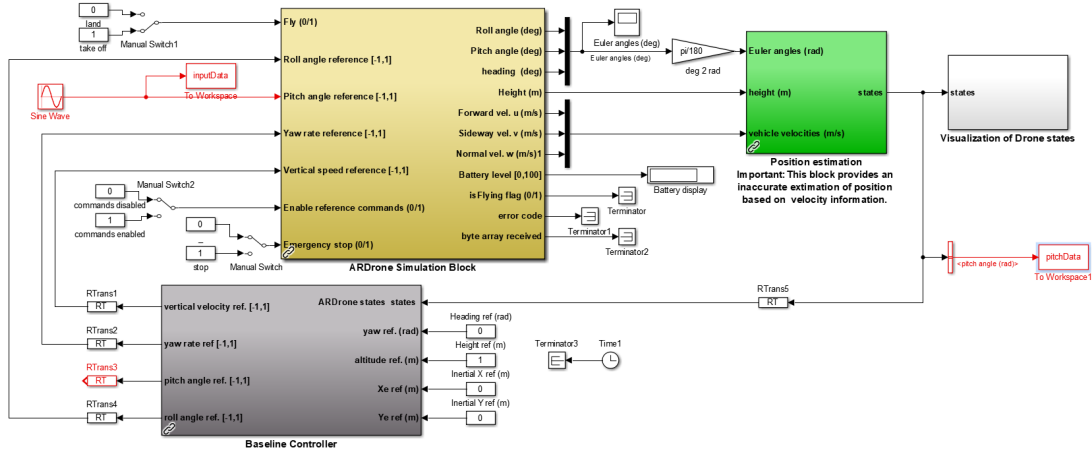 0
land
1
take off
Manual Switch1
Sine Wave
inputData
To Workspace
Fly (0/1)
Roll angle reference [-1,1]
Pitch angle reference [-1,1]
Yaw rate reference [-1,1]
Vertical speed reference [-1,1]
Enable reference commands (0/1)
Emergency stop (0/1)
Roll angle (deg)
Pitch angle (deg)
heading (deg)
Height (m)
Forward vel. u (m/s)
Sideway vel. v (m/s)
Normal vel. w (m/s)1
Battery level [0,100]
isFlying flag (0/1)
error code
byte array received
ARDrone Simulation Block
Manual Switch2
0
commands disabled
1
commands enabled
0
_
1
stop
Manual Switch
Euler angles (deg)
Euler angles (deg)
pi/180
deg 2 rad
Euler angles (rad)
height (m)
states
vehicle velocities (m/s)
Position estimation
Important: This block provides an
inaccurate extimation of position
based on velocity information.
states
Visualization of Drone states
Battery display
Terminator
Terminator1
Terminator2
<pitch angle (rad)>
pitchData
To Workspace1
RTrans1
RT
RTrans2
RT
RTrans3
RT
RTrans4
RT
vertical velocity ref. [-1,1]
yaw rate ref [-1,1]
pitch angle ref. [-1,1]
roll angle ref. [-1,1]
ARDrone states states
yaw ref. (rad)
altitude ref. (m)
Xe ref (m)
Ye ref (m)
Baseline Controller
Heading ref (rad)
0
Height ref (m)
1
Inertial X ref (m)
0
Inertial Y ref (m)
0
Terminator3
Time1
RTrans5
RT